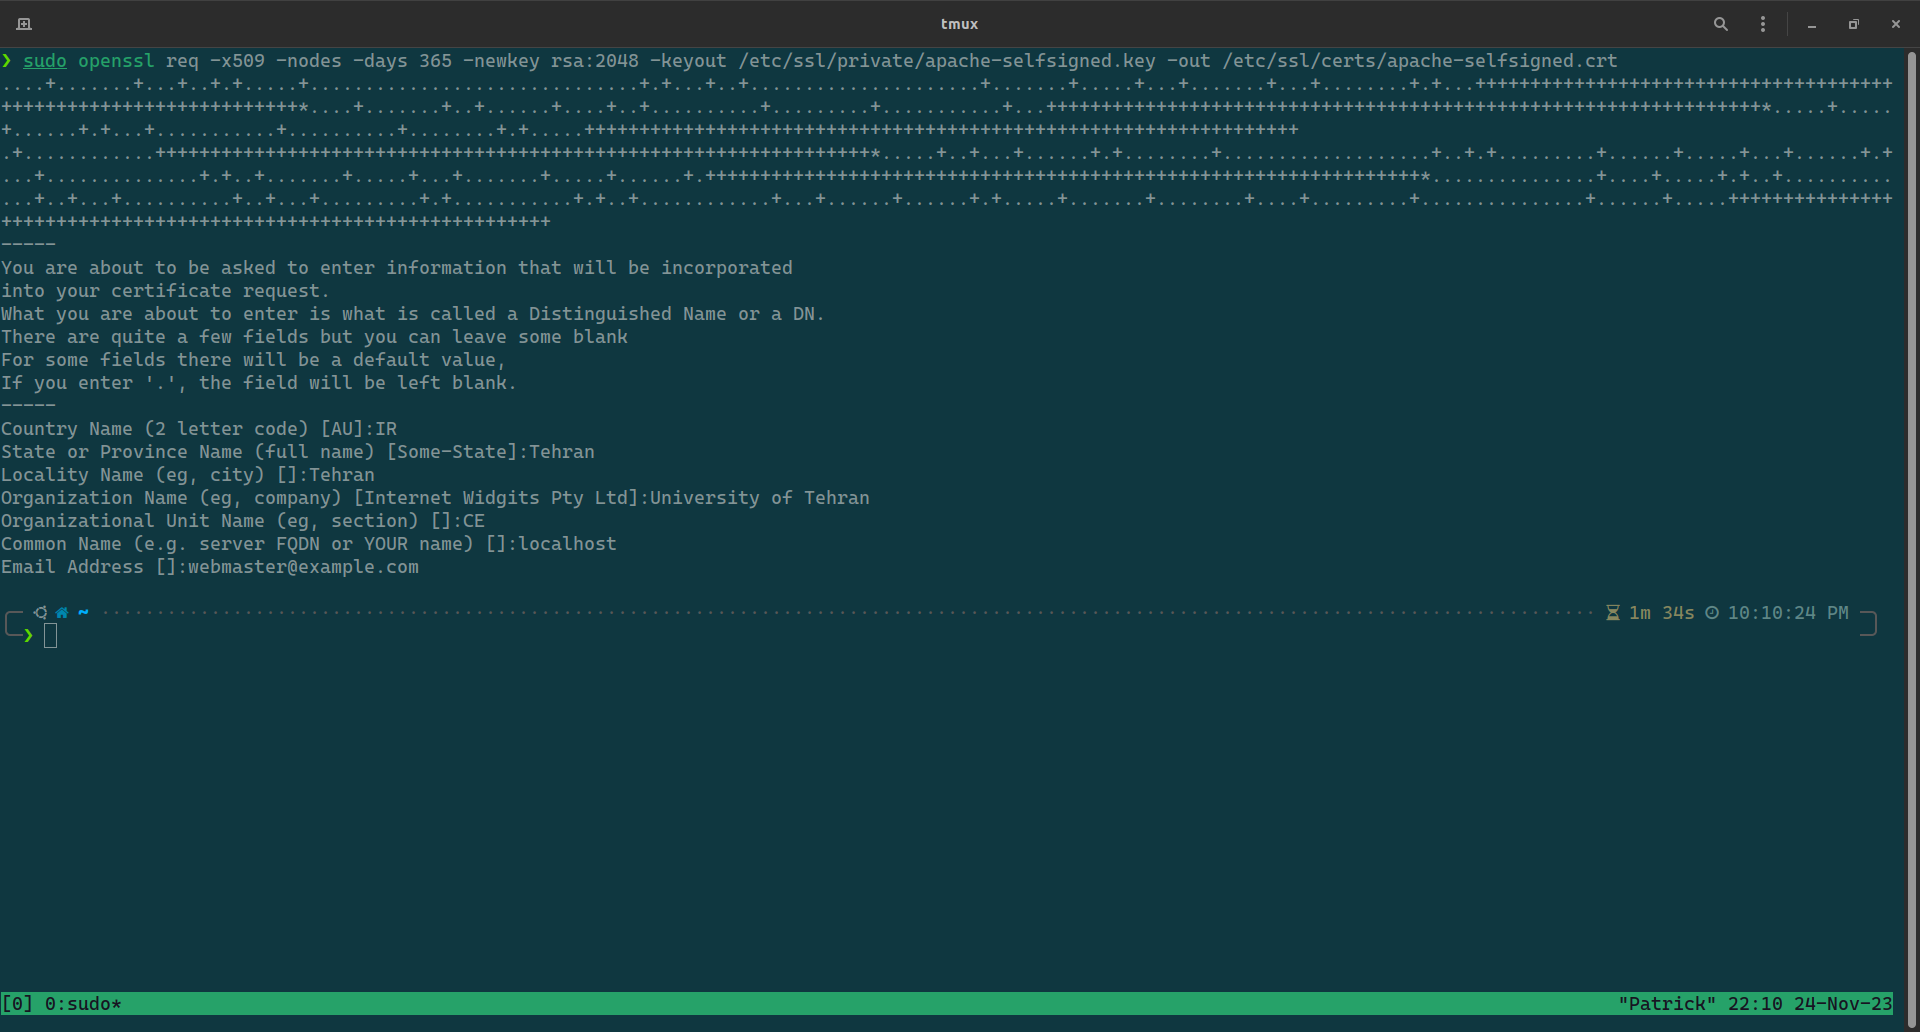 tmux
❯ sudo openssl req -x509 -nodes -days 365 -newkey rsa:2048 -keyout /etc/ssl/private/apache-selfsigned.key -out /etc/ssl/certs/apache-selfsigned.crt
-----
You are about to be asked to enter information that will be incorporated
into your certificate request.
What you are about to enter is what is called a Distinguished Name or a DN.
There are quite a few fields but you can leave some blank
For some fields there will be a default value,
If you enter '.', the field will be left blank.
-----
Country Name (2 letter code) [AU]:IR
State or Province Name (full name) [Some-State]:Tehran
Locality Name (eg, city) []:Tehran
Organization Name (eg, company) [Internet Widgits Pty Ltd]:University of Tehran
Organizational Unit Name (eg, section) []:CE
Common Name (e.g. server FQDN or YOUR name) []:localhost
Email Address []:webmaster@example.com
~ 1m 34s 10:10:24 PM
❯
[0] 0:sudo* "Patrick" 22:10 24-Nov-23